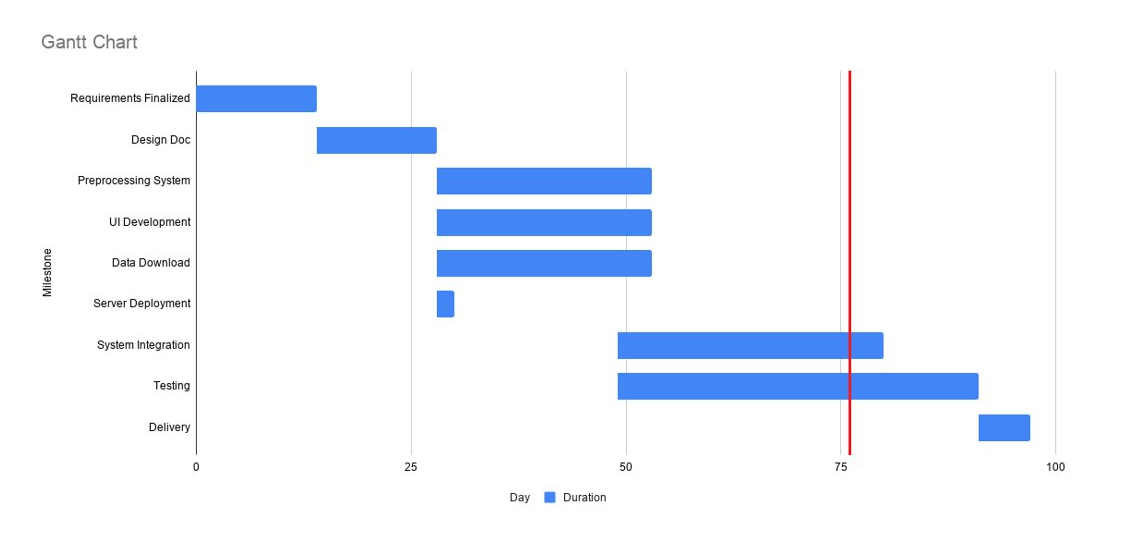 Gantt Chart
Milestone
Requirements Finalized
Design Doc
Preprocessing System
UI Development
Data Download
Server Deployment
System Integration
Testing
Delivery
0 25 50 75 100
Day Duration